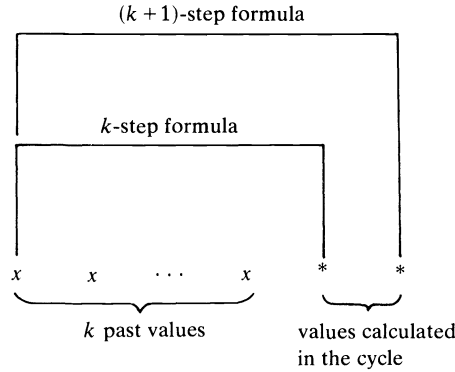 (k + 1)-step formula
k-step formula
x x · · · x * *
k past values
values calculated
in the cycle